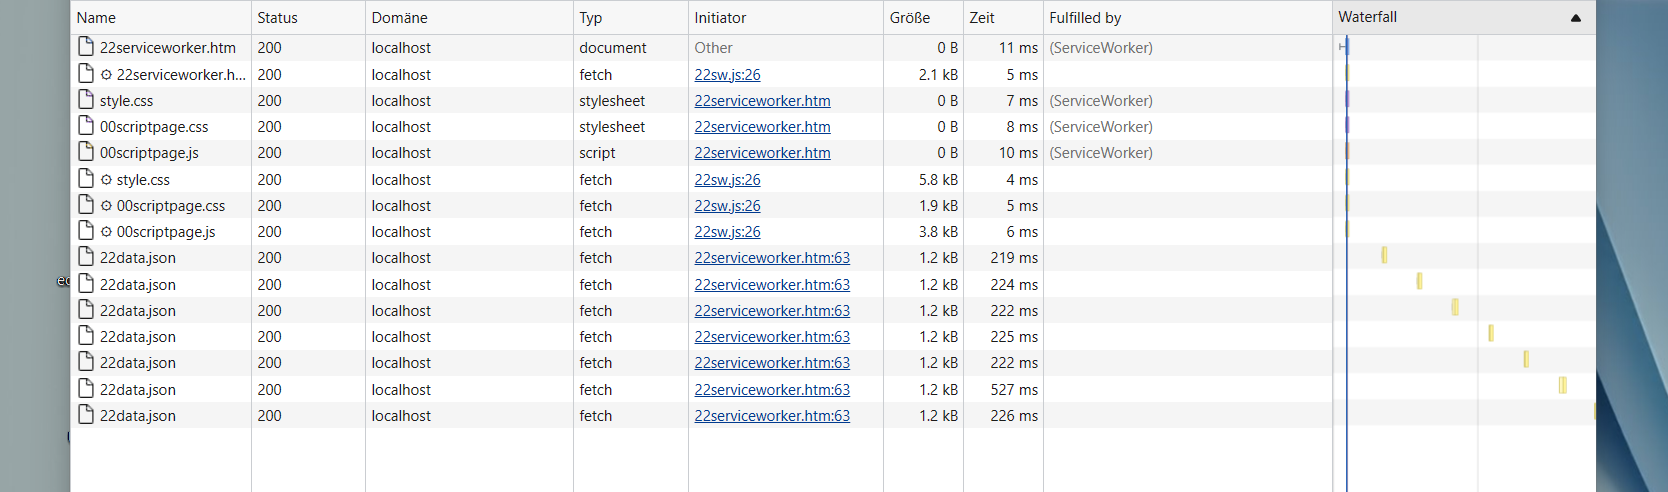 Name Status Domäne Typ Initiator Größe Zeit Fulfilled by Waterfall
22serviceworker.htm 200 localhost document Other 0 B 11 ms (ServiceWorker)
22serviceworker.h... 200 localhost fetch 22sw.js:26 2.1 kB 5 ms
style.css 200 localhost stylesheet 22serviceworker.htm 0 B 7 ms (ServiceWorker)
00scriptpage.css 200 localhost stylesheet 22serviceworker.htm 0 B 8 ms (ServiceWorker)
00scriptpage.js 200 localhost script 22serviceworker.htm 0 B 10 ms (ServiceWorker)
style.css 200 localhost fetch 22sw.js:26 5.8 kB 4 ms
00scriptpage.css 200 localhost fetch 22sw.js:26 1.9 kB 5 ms
00scriptpage.js 200 localhost fetch 22sw.js:26 3.8 kB 6 ms
22data.json 200 localhost fetch 22serviceworker.htm:63 1.2 kB 219 ms
22data.json 200 localhost fetch 22serviceworker.htm:63 1.2 kB 224 ms
22data.json 200 localhost fetch 22serviceworker.htm:63 1.2 kB 222 ms
22data.json 200 localhost fetch 22serviceworker.htm:63 1.2 kB 225 ms
22data.json 200 localhost fetch 22serviceworker.htm:63 1.2 kB 222 ms
22data.json 200 localhost fetch 22serviceworker.htm:63 1.2 kB 527 ms
22data.json 200 localhost fetch 22serviceworker.htm:63 1.2 kB 226 ms